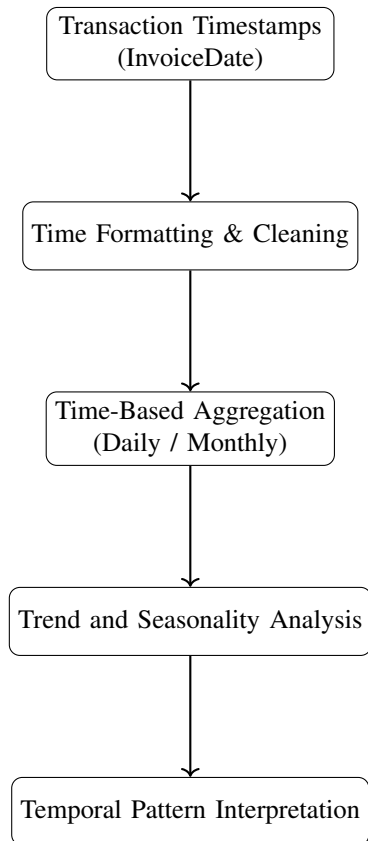 Transaction Timestamps
(InvoiceDate)
Time Formatting & Cleaning
Time-Based Aggregation
(Daily / Monthly)
Trend and Seasonality Analysis
Temporal Pattern Interpretation